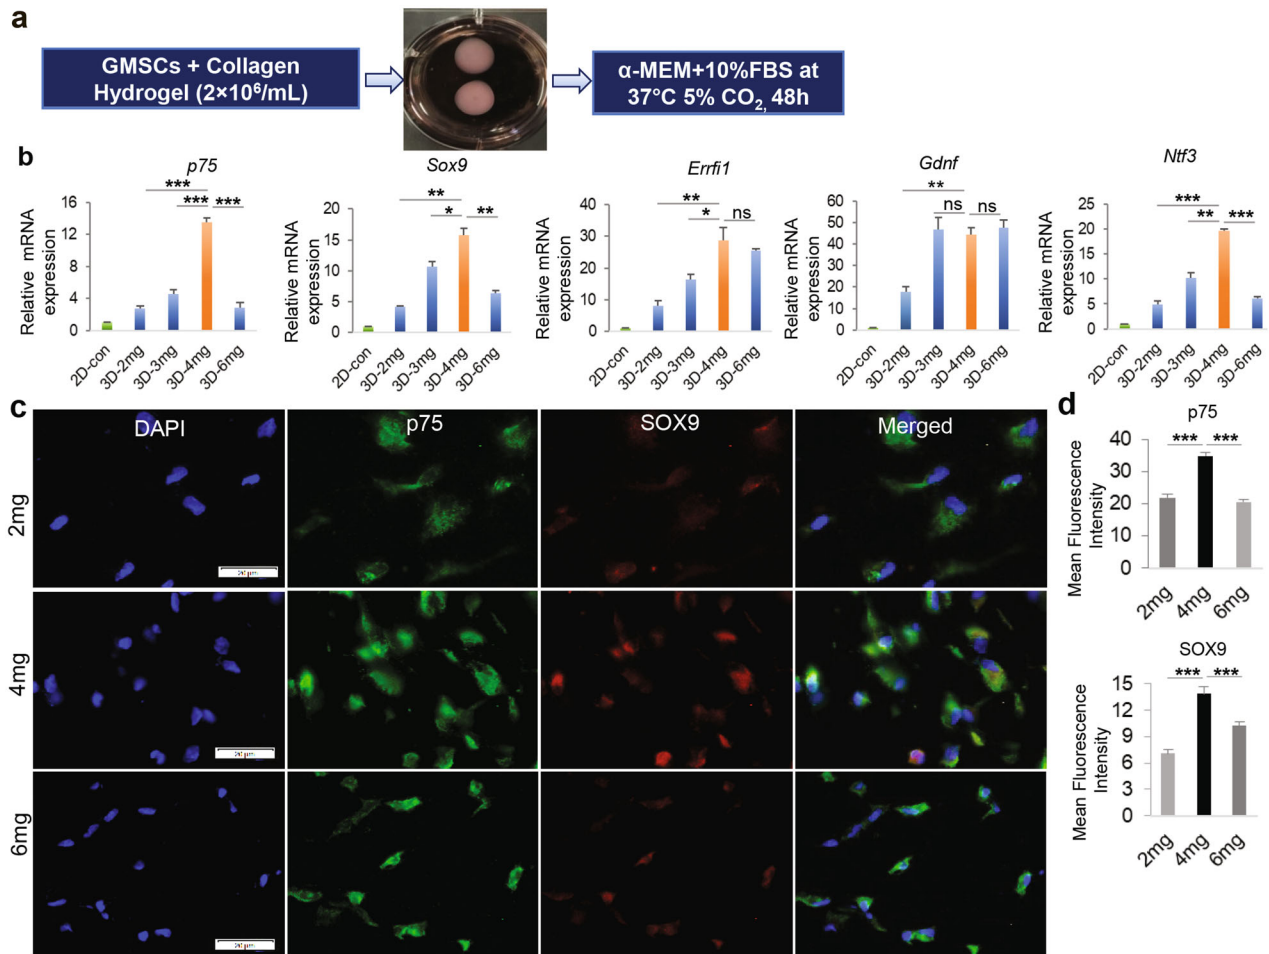 a
GMSCs + Collagen
Hydrogel (2×10⁶/mL)
α-MEM+10%FBS at
37°C 5% CO₂, 48h
b
p75
Relative mRNA
expression
16
12
8
4
0
***
***
***
2D-con
3D-2mg
3D-3mg
3D-4mg
3D-6mg
Sox9
Relative mRNA
expression
20
15
10
5
0
**
*
**
2D-con
3D-2mg
3D-3mg
3D-4mg
3D-6mg
Errfi1
Relative mRNA
expression
40
30
20
10
0
**
*
ns
2D-con
3D-2mg
3D-3mg
3D-4mg
3D-6mg
Gdnf
Relative mRNA
expression
60
50
40
30
20
10
0
**
ns
ns
2D-con
3D-2mg
3D-3mg
3D-4mg
3D-6mg
Ntf3
Relative mRNA
expression
25
20
15
10
5
0
***
**
***
2D-con
3D-2mg
3D-3mg
3D-4mg
3D-6mg
c
DAPI
p75
SOX9
Merged
2mg
20 µm
4mg
20 µm
6mg
20 µm
d
p75
Mean Fluorescence
Intensity
40
30
20
10
0
***
***
2mg
4mg
6mg
SOX9
Mean Fluorescence
Intensity
15
12
9
6
3
0
***
***
2mg
4mg
6mg